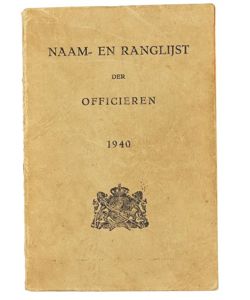 NAAM- EN RANGLIJST
DER
OFFICIEREN
1940